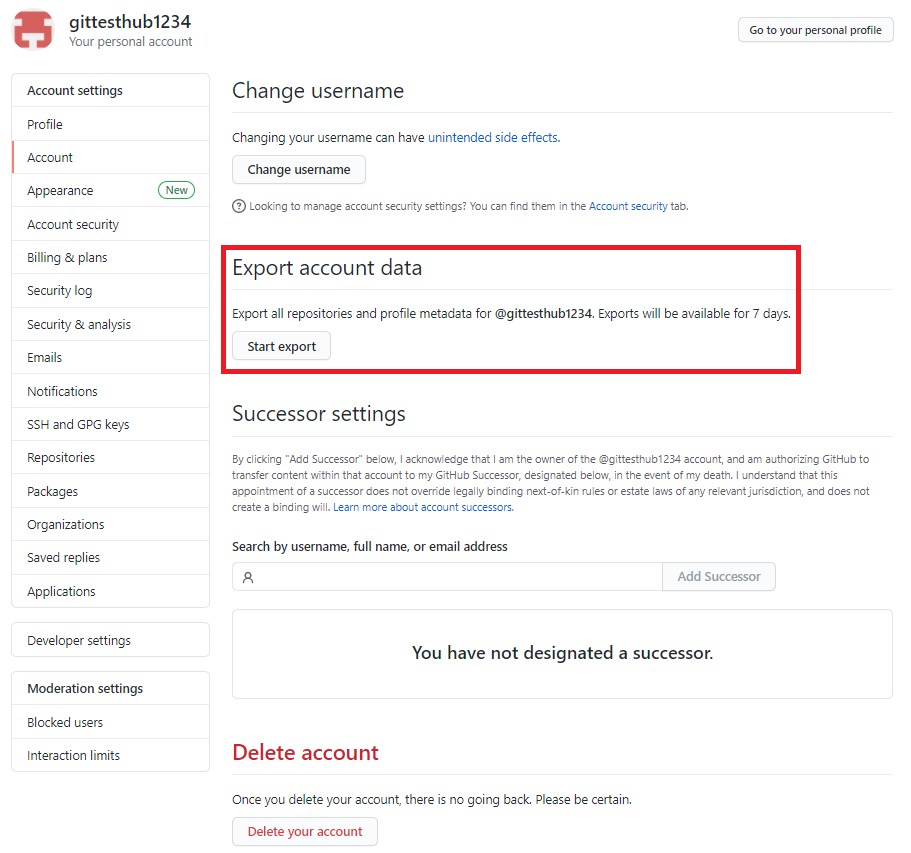 gittesthub1234
Your personal account
Go to your personal profile
Account settings
Profile
Account
Appearance New
Account security
Billing & plans
Security log
Security & analysis
Emails
Notifications
SSH and GPG keys
Repositories
Packages
Organizations
Saved replies
Applications
Developer settings
Moderation settings
Blocked users
Interaction limits
Change username
Changing your username can have unintended side effects.
Change username
Looking to manage account security settings? You can find them in the Account security tab.
Export account data
Export all repositories and profile metadata for @gittesthub1234. Exports will be available for 7 days.
Start export
Successor settings
By clicking "Add Successor" below, I acknowledge that I am the owner of the @gittesthub1234 account, and am authorizing GitHub to
transfer content within that account to my GitHub Successor, designated below, in the event of my death. I understand that this
appointment of a successor does not override legally binding next-of-kin rules or estate laws of any relevant jurisdiction, and does not
create a binding will. Learn more about account successors.
Search by username, full name, or email address
Add Successor
You have not designated a successor.
Delete account
Once you delete your account, there is no going back. Please be certain.
Delete your account